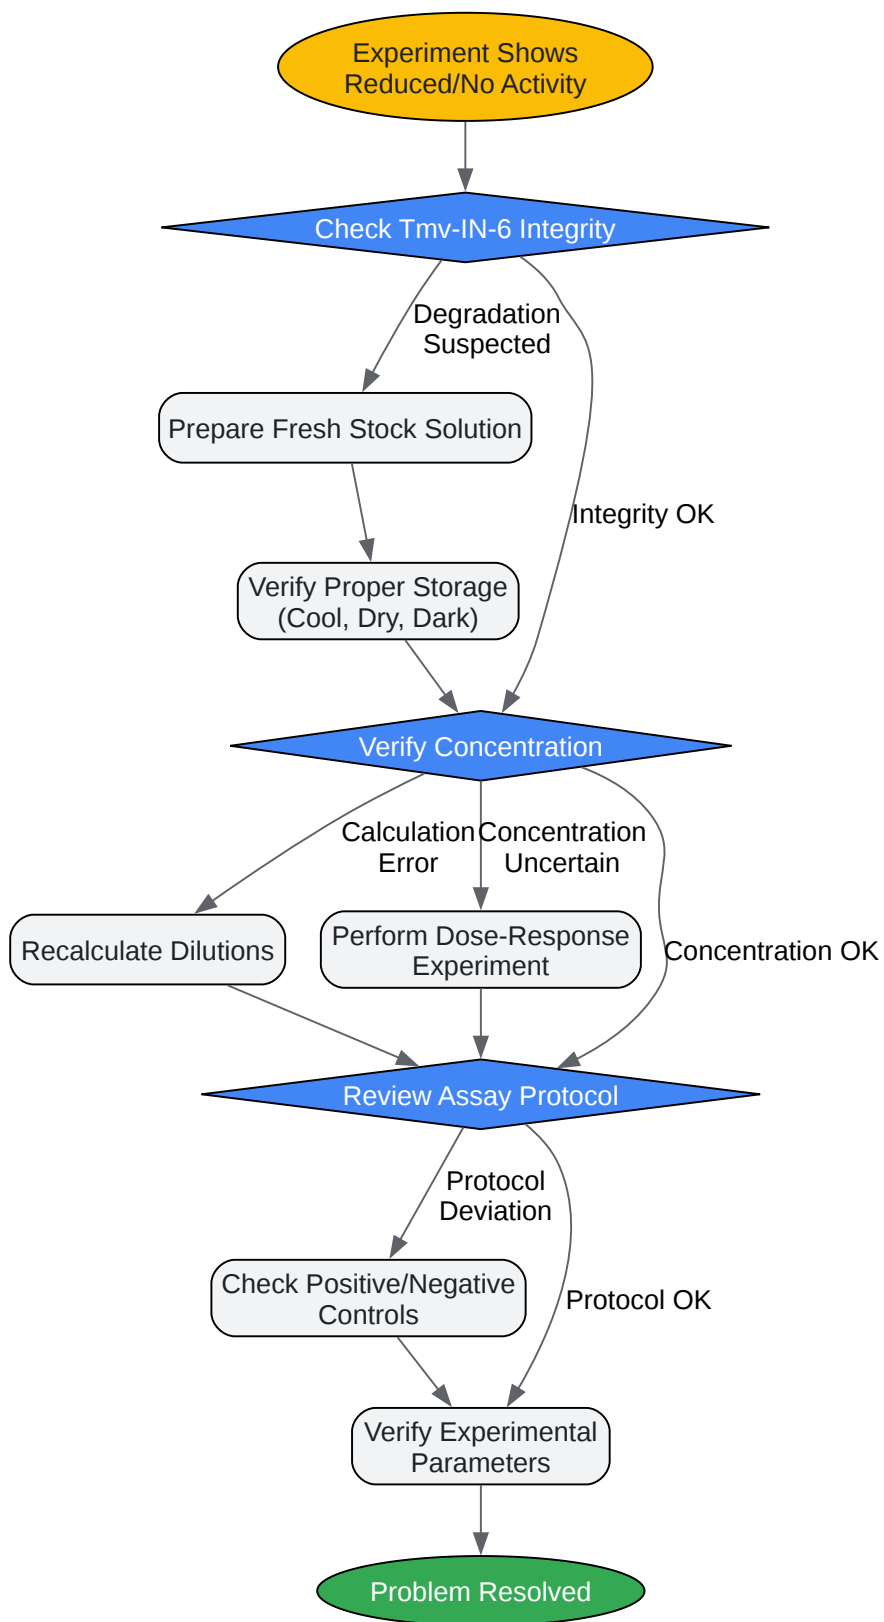 Experiment Shows
Reduced/No Activity
Check Tmv-IN-6 Integrity
Degradation
Suspected
Prepare Fresh Stock Solution
Integrity OK
Verify Proper Storage
(Cool, Dry, Dark)
Verify Concentration
Calculation
Error
Concentration
Uncertain
Recalculate Dilutions
Perform Dose-Response
Experiment
Concentration OK
Review Assay Protocol
Protocol
Deviation
Check Positive/Negative
Controls
Protocol OK
Verify Experimental
Parameters
Problem Resolved